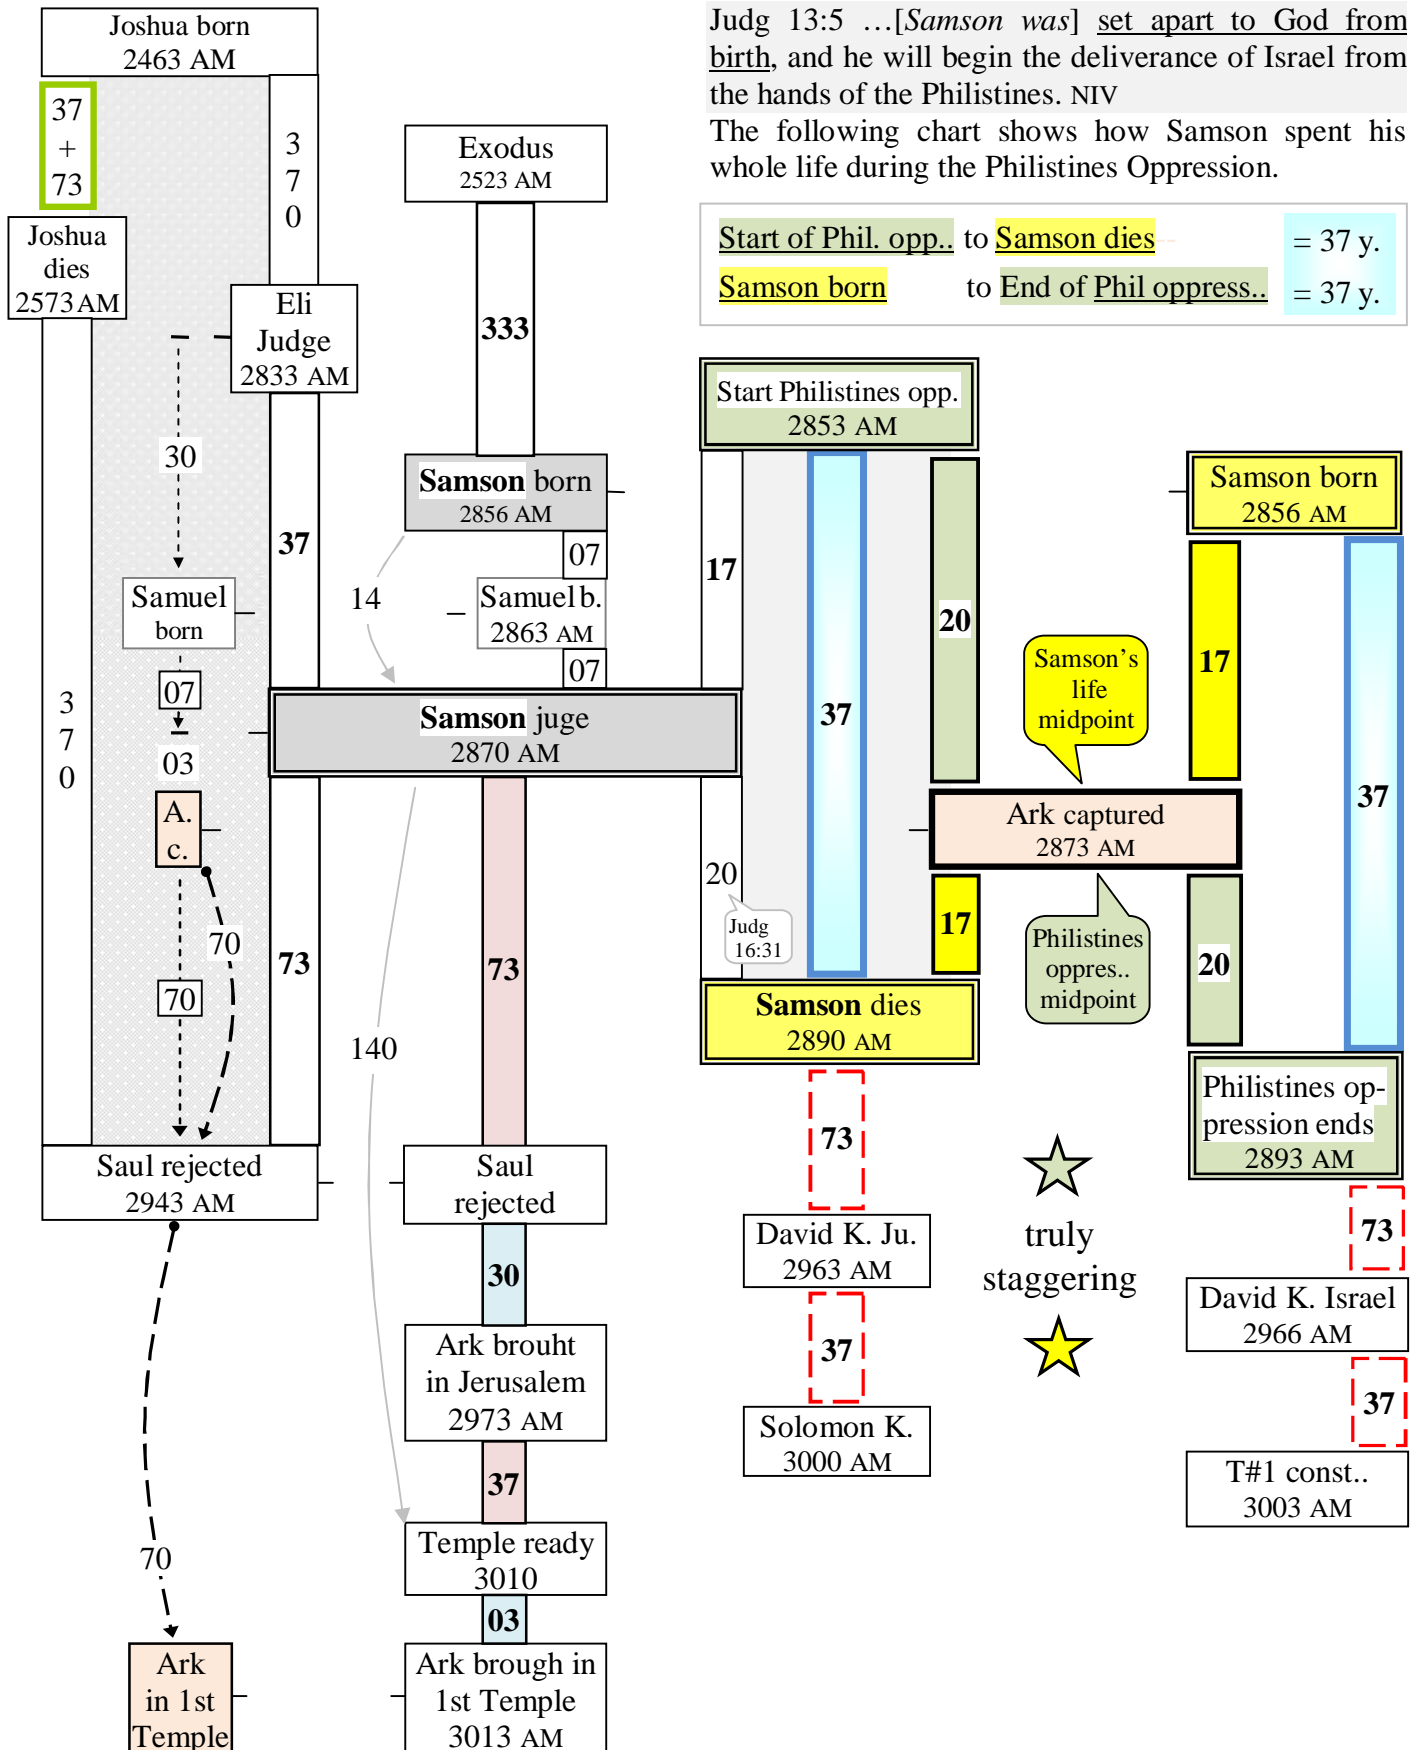 Judg 13:5 …[Samson was] set apart to God from
birth, and he will begin the deliverance of Israel from
the hands of the Philistines. NIV
The following chart shows how Samson spent his
whole life during the Philistines Oppression.
Start of Phil. opp.. to Samson dies-- = 37 y.
Samson born to End of Phil oppress.. = 37 y.
Joshua born
2463 AM
37
+
73
3
7
0
Joshua
dies
2573AM
Eli
Judge
2833 AM
30
37
Samuel
born
07
03
A.
c.
70
70
3
7
0
73
Saul rejected
2943 AM
70
Ark
in 1st
Temple
Exodus
2523 AM
333
Samson born
2856 AM
07
14
Samuel b.
2863 AM
07
Samson juge
2870 AM
73
140
Saul
rejected
30
Ark brouht
in Jerusalem
2973 AM
37
Temple ready
3010
03
Ark brough in
1st Temple
3013 AM
Start Philistines opp.
2853 AM
17
37
20
20
Judg
16:31
17
Samson dies
2890 AM
73
David K. Ju.
2963 AM
37
Solomon K.
3000 AM
Samson's
life
midpoint
Ark captured
2873 AM
Philistines
oppres..
midpoint
truly
staggering
Samson born
2856 AM
17
37
20
Philistines op-
pression ends
2893 AM
73
David K. Israel
2966 AM
37
T#1 const..
3003 AM